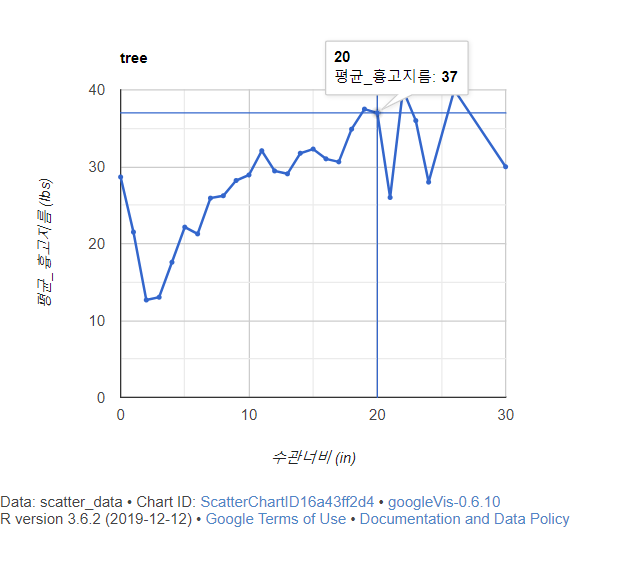 tree
20
평균_흉고지름: 37
40
30
20
10
0
평균_흉고지름 (lbs)
0 10 20 30
수관너비 (in)
Data: scatter_data • Chart ID: ScatterChartID16a43ff2d4 • googleVis-0.6.10
R version 3.6.2 (2019-12-12) • Google Terms of Use • Documentation and Data Policy